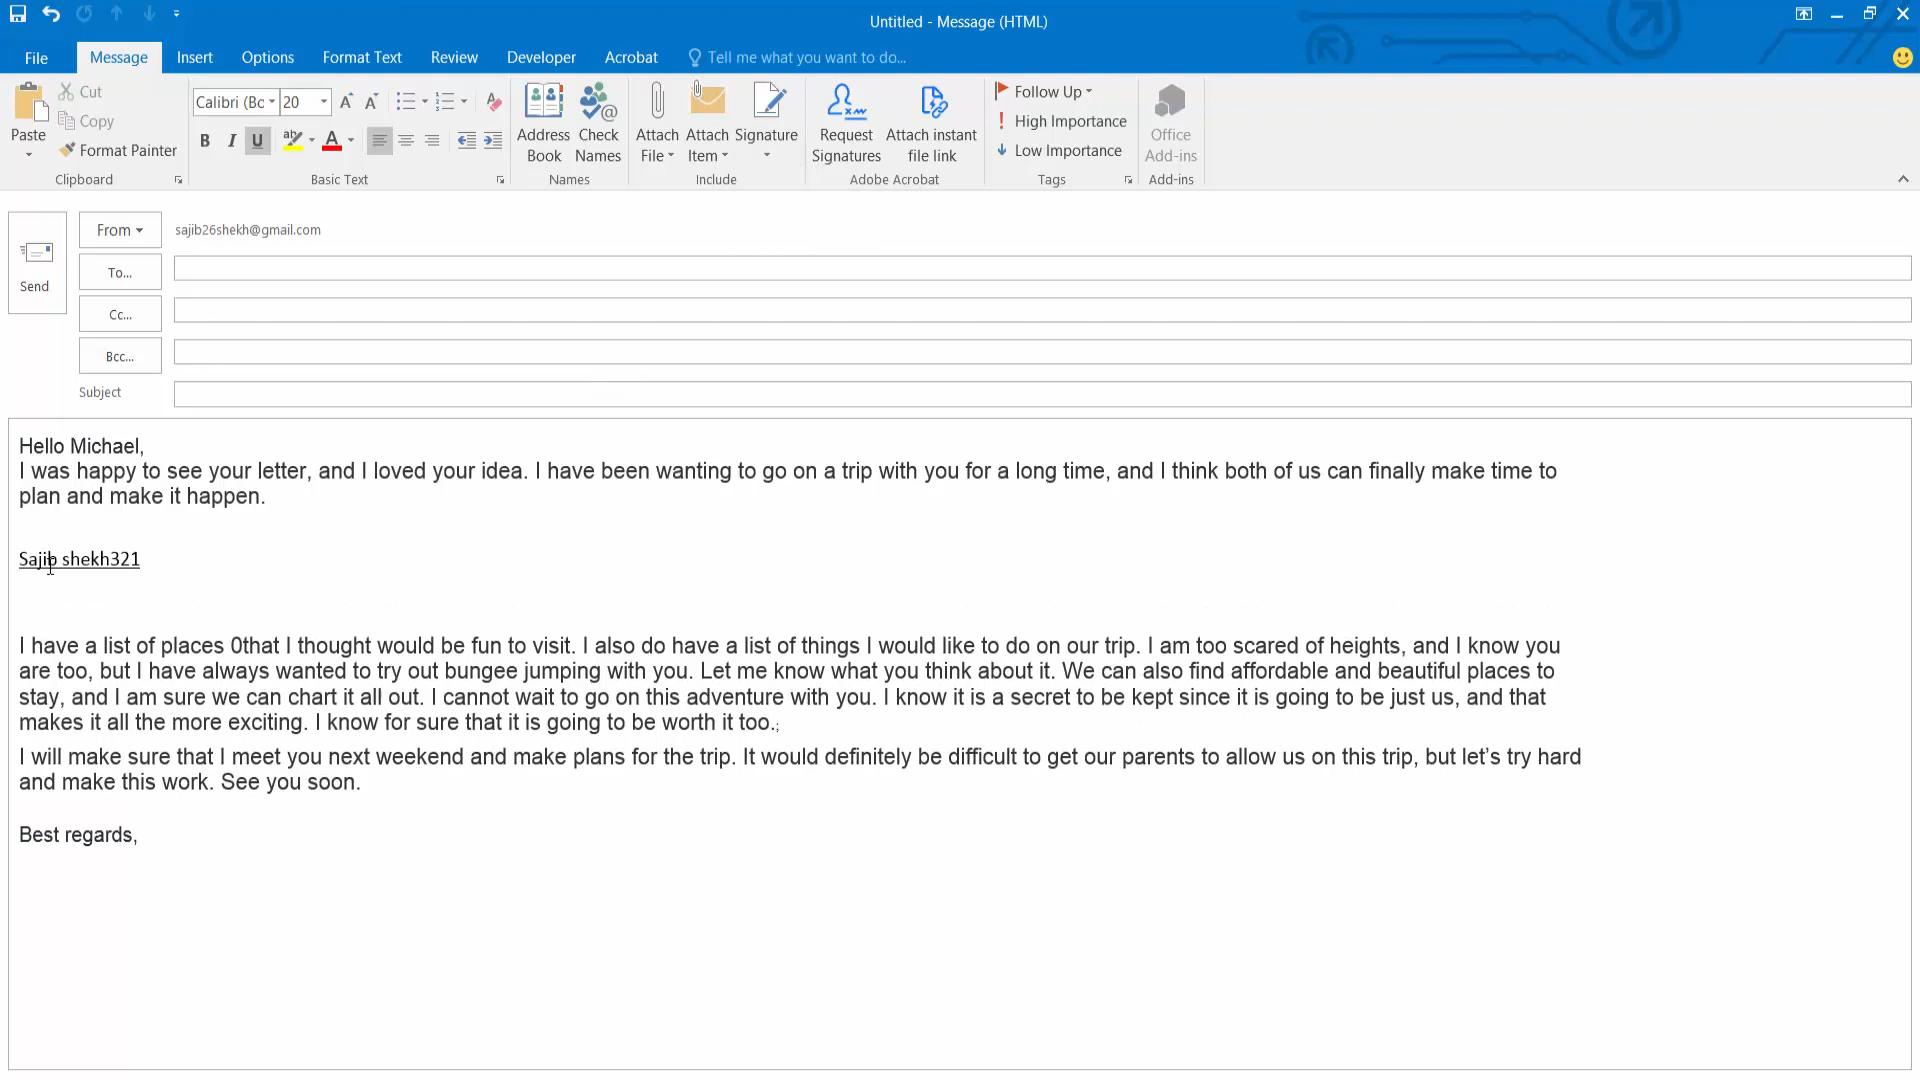 Untitled - Message (HTML)
File Message Insert Options Format Text Review Developer Acrobat Tell me what you want to do...
Paste
Cut
Copy
Format Painter
Clipboard
Calibri (Bc 20
B I U
Basic Text
Address Book
Check Names
Names
Attach File
Attach Item
Signature
Include
Request Signatures
Attach instant file link
Adobe Acrobat
Follow Up
High Importance
Low Importance
Tags
Office Add-ins
Add-ins
Send
From sajib26shekh@gmail.com
To...
Cc...
Bcc...
Subject
Hello Michael,
I was happy to see your letter, and I loved your idea. I have been wanting to go on a trip with you for a long time, and I think both of us can finally make time to
plan and make it happen.
Sajib shekh321
I have a list of places 0that I thought would be fun to visit. I also do have a list of things I would like to do on our trip. I am too scared of heights, and I know you
are too, but I have always wanted to try out bungee jumping with you. Let me know what you think about it. We can also find affordable and beautiful places to
stay, and I am sure we can chart it all out. I cannot wait to go on this adventure with you. I know it is a secret to be kept since it is going to be just us, and that
makes it all the more exciting. I know for sure that it is going to be worth it too.;
I will make sure that I meet you next weekend and make plans for the trip. It would definitely be difficult to get our parents to allow us on this trip, but let’s try hard
and make this work. See you soon.
Best regards,